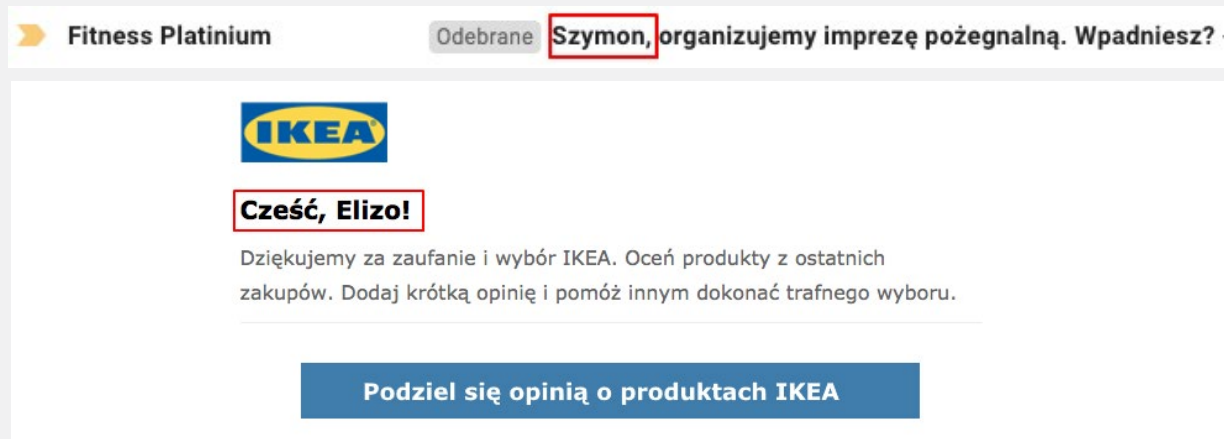 Fitness Platinium Odebrane Szymon, organizujemy imprezę pożegnalną. Wpadniesz? -
IKEA
Cześć, Elizo!
Dziękujemy za zaufanie i wybór IKEA. Oceń produkty z ostatnich
zakupów. Dodaj krótką opinię i pomóż innym dokonać trafnego wyboru.
Podziel się opinią o produktach IKEA